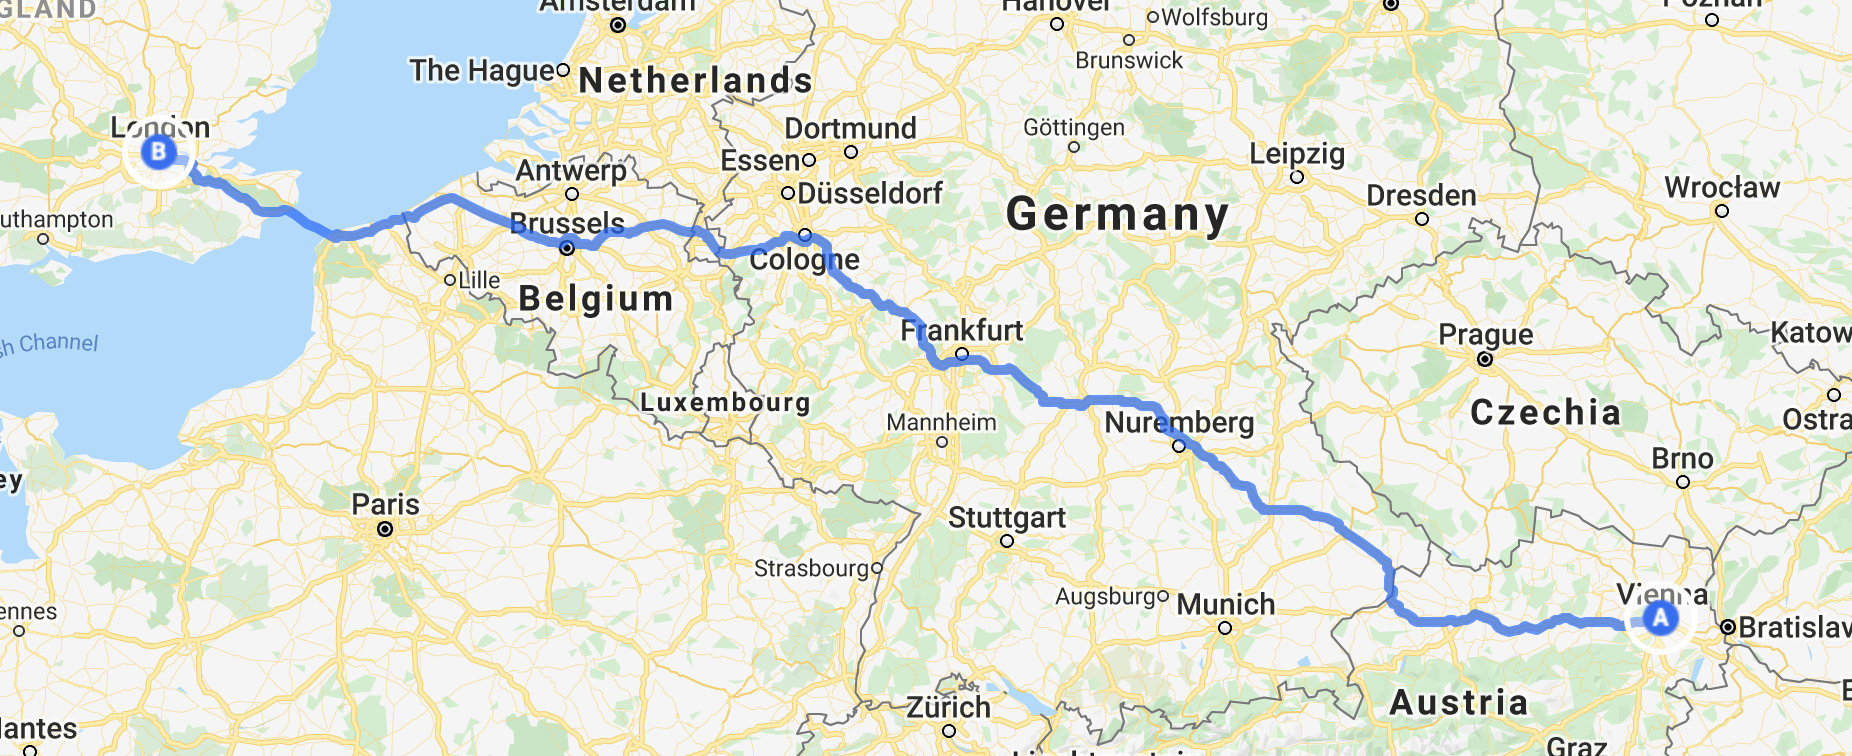 GLAND
Amsterdam
Hanover
Wolfsburg
Poznań
Brunswick
The Hague
Netherlands
London
B
Dortmund
Göttingen
Essen
Leipzig
Antwerp
Düsseldorf
Dresden
Wrocław
uthampton
Brussels
Germany
Cologne
Lille
Belgium
Frankfurt
Prague
Katow
sh Channel
Luxembourg
Mannheim
Nuremberg
Czechia
Ostra
Brno
ey
Paris
Stuttgart
Strasbourg
Augsburg
Munich
Vienna
A
Bratislav
ennes
Austria
Zürich
lantes
Graz